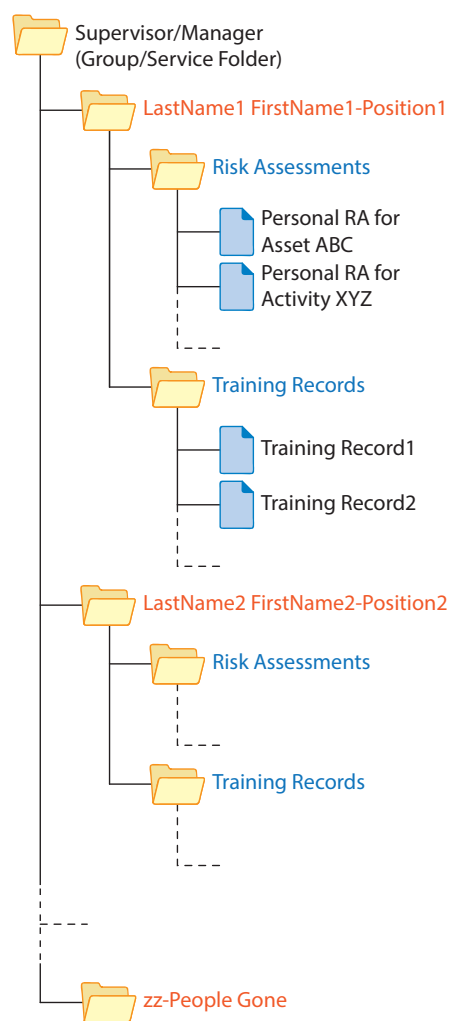 Supervisor/Manager
(Group/Service Folder)
LastName1 FirstName1-Position1
Risk Assessments
Personal RA for
Asset ABC
Personal RA for
Activity XYZ
Training Records
Training Record1
Training Record2
LastName2 FirstName2-Position2
Risk Assessments
Training Records
zz-People Gone